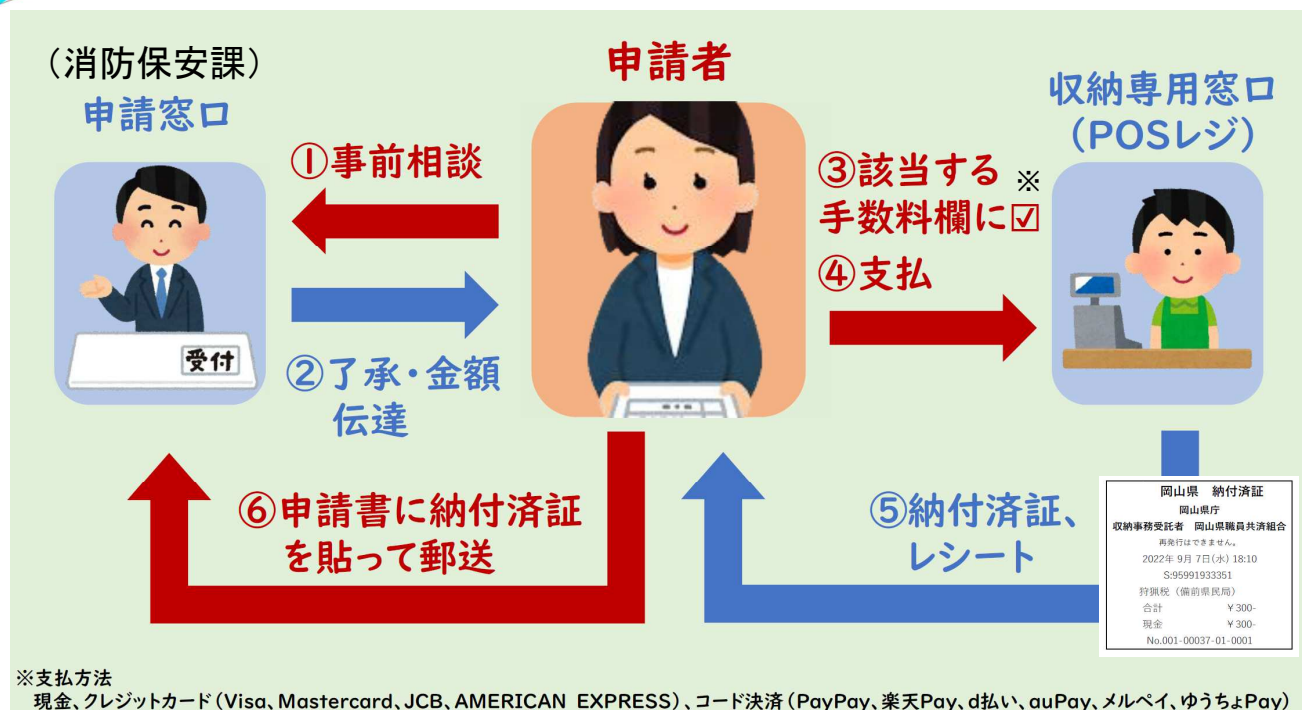 （消防保安課）
申請窓口
申請者
収納専用窓口
（POSレジ）
①事前相談
③該当する※
手数料欄に☑
④支払
受付
②了承・金額
伝達
⑥申請書に納付済証
を貼って郵送
⑤納付済証、
レシート
岡山県　納付済証
岡山県庁
収納事務受託者　岡山県職員共済組合
再発行はできません。
2022年 9月 7日(水) 18:10
S:95991933351
狩猟税（備前県民局）
合計　￥300-
現金　￥300-
No.001-00037-01-0001
※支払方法
現金、クレジットカード（Visa、Mastercard、JCB、AMERICAN EXPRESS）、コード決済（PayPay、楽天Pay、d払い、auPay、メルペイ、ゆうちょPay）